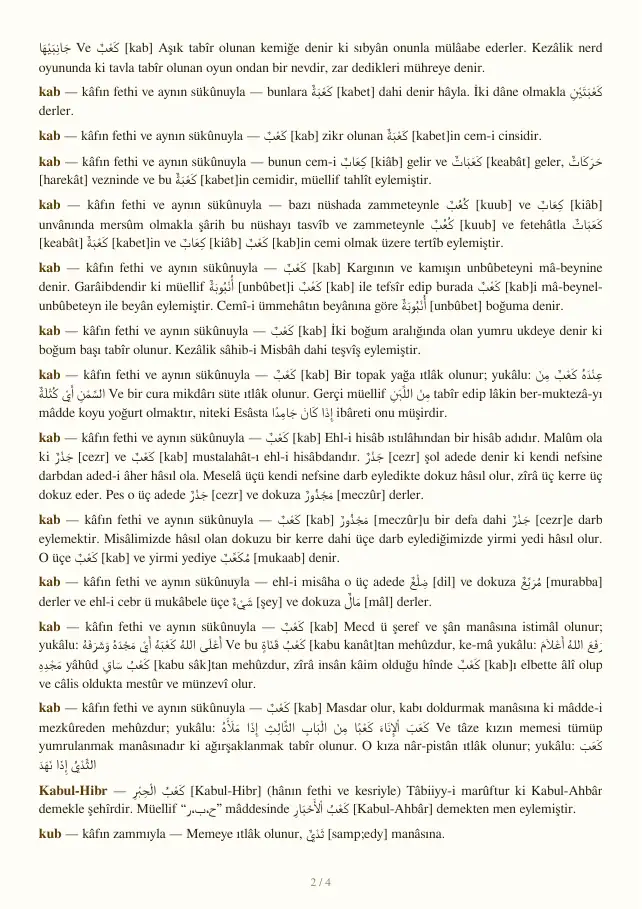 جَانِبَيْهَا Ve كَعْبٌ [kab] Aşık tabîr olunan kemiğe denir ki sıbyân onunla mülâabe ederler. Kezâlik nerd
oyununda ki tavla tabîr olunan oyun ondan bir nevdir, zar dedikleri mühreye denir.
kab — kâfın fethi ve aynın sükûnuyla — bunlara كَعْبَةٌ [kabet] dahi denir hâyla. İki dâne olmakla كَعْبَتَيْنِ
derler.
kab — kâfın fethi ve aynın sükûnuyla — كَعْبٌ [kab] zikr olunan كَعْبَةٌ [kabet]in cem-i cinsidir.
kab — kâfın fethi ve aynın sükûnuyla — bunun cem-i كِعَابٌ [kiâb] gelir ve كَعَبَاتٌ [keabât] geler, حَرَكَاتٌ
[harekât] vezninde ve bu كَعْبَةٌ [kabet]in cemidir, müellif tahlît eylemiştir.
kab — kâfın fethi ve aynın sükûnuyla — bazı nüshada zammeteynle كُعُبٌ [kuub] ve كِعَابٌ [kiâb]
unvânında mersûm olmakla şârih bu nüshayı tasvîb ve zammeteynle كُعُبٌ [kuub] ve fetehâtla كَعَبَاتٌ
[keabât] كَعْبَةٌ [kabet]in ve كِعَابٌ [kiâb] كَعْبٌ [kab]in cemi olmak üzere tertîb eylemiştir.
kab — kâfın fethi ve aynın sükûnuyla — كَعْبٌ [kab] Kargının ve kamışın unbûbeteyni mâ-beynine
denir. Garâibdendir ki müellif أُنْبُوبَةٌ [unbûbet]i كَعْبٌ [kab] ile tefsîr edip burada كَعْبٌ [kab]i mâ-beynel-
unbûbeteyn ile beyân eylemiştir. Cemî-i ümmehâtın beyânına göre أُنْبُوبَةٌ [unbûbet] boğuma denir.
kab — kâfın fethi ve aynın sükûnuyla — كَعْبٌ [kab] İki boğum aralığında olan yumru ukdeye denir ki
boğum başı tabîr olunur. Kezâlik sâhib-i Misbâh dahi teşvîş eylemiştir.
kab — kâfın fethi ve aynın sükûnuyla — كَعْبٌ [kab] Bir topak yağa ıtlâk olunur; yukâlu: عِنْدَهُ كَعْبٌ مِنَ
السَّمْنِ أَيْ كُتْلَةٌ Ve bir cura mikdârı süte ıtlâk olunur. Gerçi müellif مِنَ اللَّبَنِ tabîr edip lâkin ber-muktezâ-yı
mâdde koyu yoğurt olmaktır, niteki Esâsta إِذَا كَانَ جَامِدًا ibâreti onu müşirdir.
kab — kâfın fethi ve aynın sükûnuyla — كَعْبٌ [kab] Ehl-i hisâb ıstılâhından bir hisâb adıdır. Malûm ola
ki جَذْرٌ [cezr] ve كَعْبٌ [kab] mustalahât-ı ehl-i hisâbdandır. جَذْرٌ [cezr] şol adede denir ki kendi nefsine
darbdan aded-i âher hâsıl ola. Meselâ üçü kendi nefsine darb eyledikte dokuz hâsıl olur, zîrâ üç kerre üç
dokuz eder. Pes o üç adede جَذْرٌ [cezr] ve dokuza مَجْذُورٌ [meczûr] derler.
kab — kâfın fethi ve aynın sükûnuyla — كَعْبٌ [kab] مَجْذُورٌ [meczûr]u bir defa dahi جَذْرٌ [cezr]e darb
eylemektir. Misâlimizde hâsıl olan dokuzu bir kerre dahi üçe darb eylediğimizde yirmi yedi hâsıl olur.
O üçe كَعْبٌ [kab] ve yirmi yediye مُكَعَّبٌ [mukaab] denir.
kab — kâfın fethi ve aynın sükûnuyla — ehl-i misâha o üç adede ضِلْعٌ [dil] ve dokuza مُرَبَّعٌ [murabba]
derler ve ehl-i cebr ü mukâbele üçe شَيْءٌ [şey] ve dokuza مَالٌ [mâl] derler.
kab — kâfın fethi ve aynın sükûnuyla — كَعْبٌ [kab] Mecd ü şeref ve şân manâsına istimâl olunur;
yukâlu: أَعْلَى اللهُ كَعْبَهُ أَيْ مَجْدَهُ وَشَرَفَهُ Ve bu كَعْبُ قَنَاةٍ [kabu kanât]tan mehûzdur, ke-mâ yukâlu: رَفَعَ اللهُ أَعْلَامَ
مَجْدِهِ yâhûd كَعْبُ سَاقٍ [kabu sâk]tan mehûzdur, zîrâ insân kâim olduğu hînde كَعْبٌ [kab]ı elbette âlî olup
ve câlis oldukta mestûr ve münzevî olur.
kab — kâfın fethi ve aynın sükûnuyla — كَعْبٌ [kab] Masdar olur, kabı doldurmak manâsına ki mâdde-i
mezkûreden mehûzdur; yukâlu: كَعَبَ الْإِنَاءَ كَعْبًا مِنَ الْبَابِ الثَّالِثِ إِذَا مَلَأَهُ Ve tâze kızın memesi tümüp
yumrulanmak manâsınadır ki ağırşaklanmak tabîr olunur. O kıza nâr-pistân ıtlâk olunur; yukâlu: كَعَبَ
الثَّدْيُ إِذَا نَهَدَ
Kabul-Hibr — كَعْبُ الْحِبْرِ [Kabul-Hibr] (hânın fethi ve kesriyle) Tâbiiyy-i marûftur ki Kabul-Ahbâr
demekle şehîrdir. Müellif “ح,ب,ر” mâddesinde كَعْبُ الْأَحْبَارِ [Kabul-Ahbâr] demekten men eylemiştir.
kub — kâfın zammıyla — Memeye ıtlâk olunur, ثَدْيٌ [samp;edy] manâsına.
2 / 4